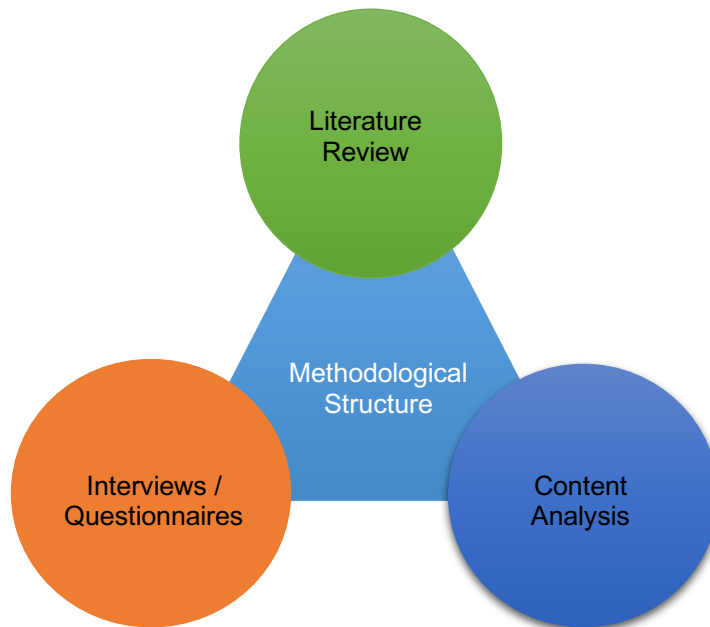 Literature
Review
Methodological
Structure
Interviews /
Questionnaires
Content
Analysis